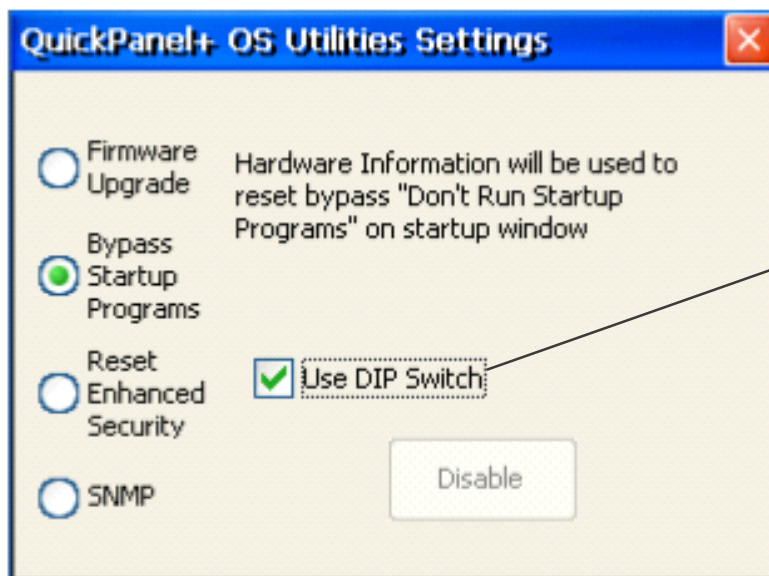 QuickPanel+ OS Utilities Settings
Firmware
Upgrade
Hardware Information will be used to
reset bypass "Don't Run Startup
Programs" on startup window
Bypass
Startup
Programs
Reset
Enhanced
Security
Use DIP Switch
Disable
SNMP